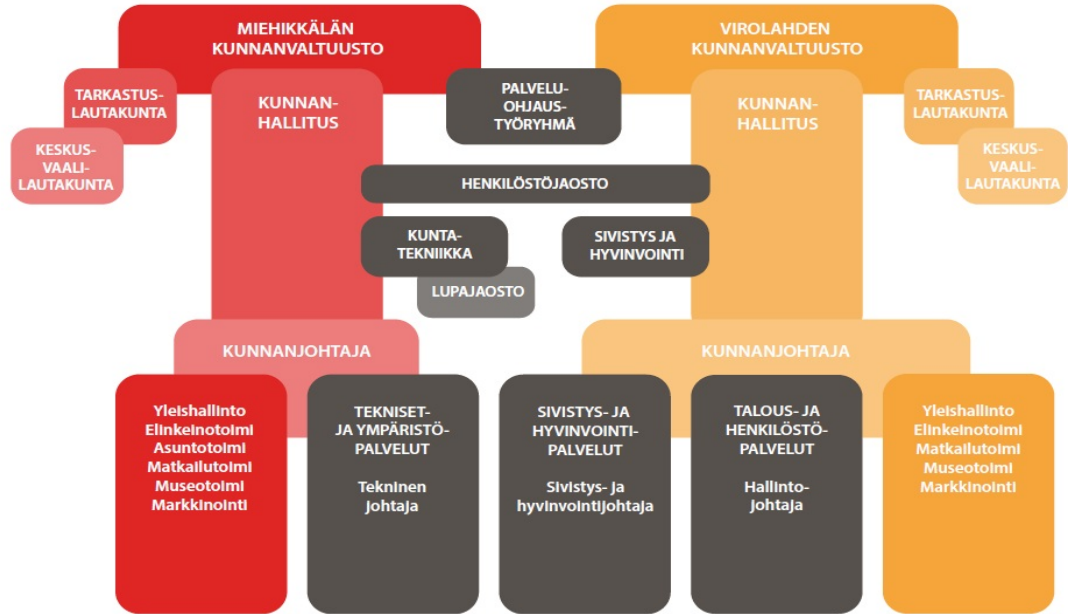 MIEHIKKÄLÄN
KUNNANVALTUUSTO
VIROLAHDEN
KUNNANVALTUUSTO
TARKASTUS-
LAUTAKUNTA
KESKUS-
VAALI-
LAUTAKUNTA
KUNNAN-
HALLITUS
PALVELU-
OHJAUS-
TYÖRYHMÄ
KUNNAN-
HALLITUS
TARKASTUS-
LAUTAKUNTA
KESKUS-
VAALI-
LAUTAKUNTA
HENKILÖSTÖJAOSTO
KUNTA-
TEKNIIKKA
SIVISTYS JA
HYVINVOINTI
LUPAJAOSTO
KUNNANJOHTAJA
KUNNANJOHTAJA
Yleishallinto
Elinkeinotoimi
Asuntotoimi
Matkailutoimi
Museotoimi
Markkinointi
TEKNISET-
JA YMPÄRISTÖ-
PALVELUT
Tekninen
johtaja
SIVISTYS- JA
HYVINVOINTI-
PALVELUT
Sivistys- ja
hyvinvointijohtaja
TALOUS- JA
HENKILÖSTÖ-
PALVELUT
Hallinto-
johtaja
Yleishallinto
Elinkeinotoimi
Matkailutoimi
Museotoimi
Markkinointi